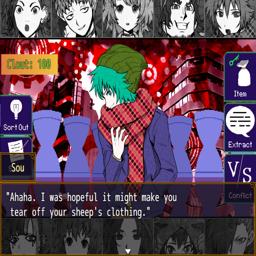 Clout: 100
Item
Sort Out
Extract
Sou
V/S
Conflict
"Ahaha. I was hopeful it might make you
tear off your sheep's clothing."